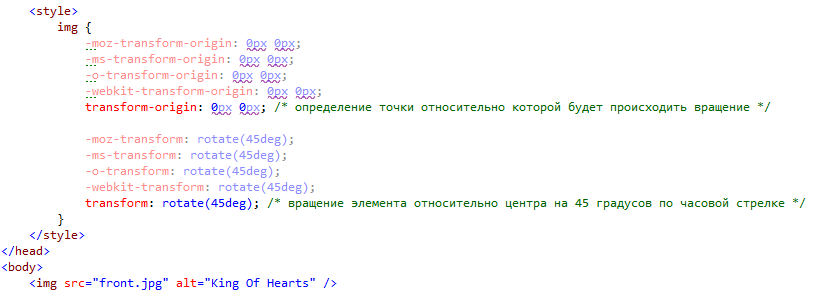 <style>
img {
-moz-transform-origin: 0px 0px;
-ms-transform-origin: 0px 0px;
-o-transform-origin: 0px 0px;
-webkit-transform-origin: 0px 0px;
transform-origin: 0px 0px; /* определение точки относительно которой будет происходить вращение */
-moz-transform: rotate(45deg);
-ms-transform: rotate(45deg);
-o-transform: rotate(45deg);
-webkit-transform: rotate(45deg);
transform: rotate(45deg); /* вращение элемента относительно центра на 45 градусов по часовой стрелке */
}
</style>
</head>
<body>
<img src="front.jpg" alt="King Of Hearts" />